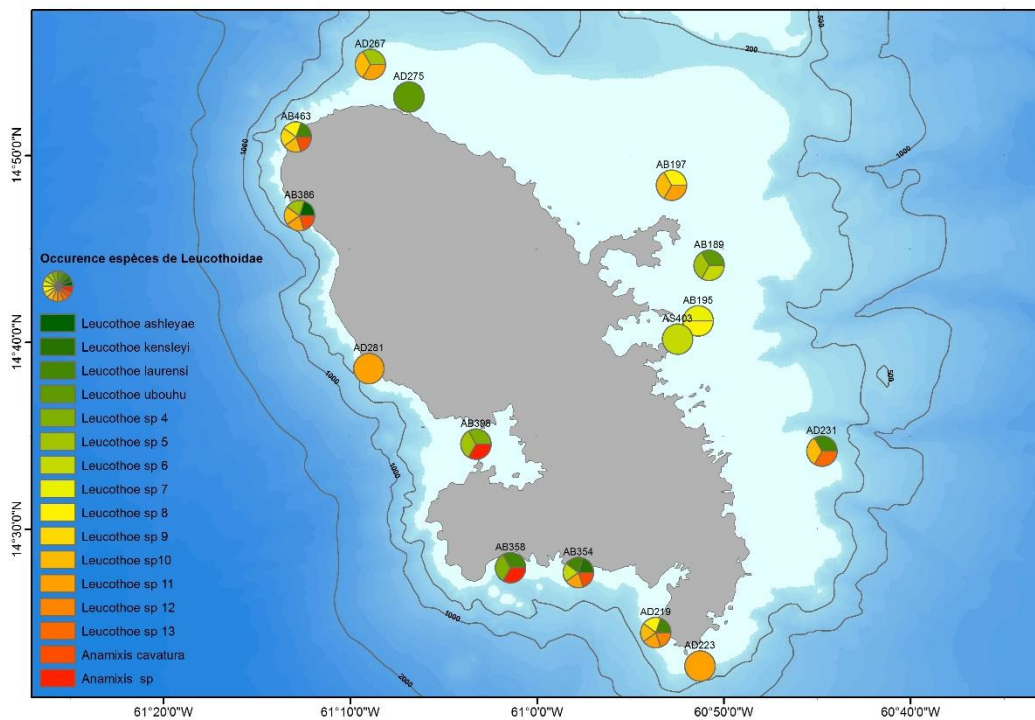 500
200
AD267
AD275
1000
AB463
1000
14°50'0"N
AB197
AB386
AB189
Occurence espèces de Leucothoidae
AB195
AS403
Leucothoe ashleyae
14°40'0"N
Leucothoe kensleyi
AD281
500
Leucothoe laurensi
1000
Leucothoe ubouhu
Leucothoe sp 4
AB398
Leucothoe sp 5
AD231
Leucothoe sp 6
Leucothoe sp 7
14°30'0"N
Leucothoe sp 8
Leucothoe sp 9
AB358
AB354
Leucothoe sp10
Leucothoe sp 11
Leucothoe sp 12
1000
AD219
Leucothoe sp 13
AD223
Anamixis cavatura
2000
Anamixis sp
61°20'0"W
61°10'0"W
61°0'0"W
60°50'0"W
60°40'0"W